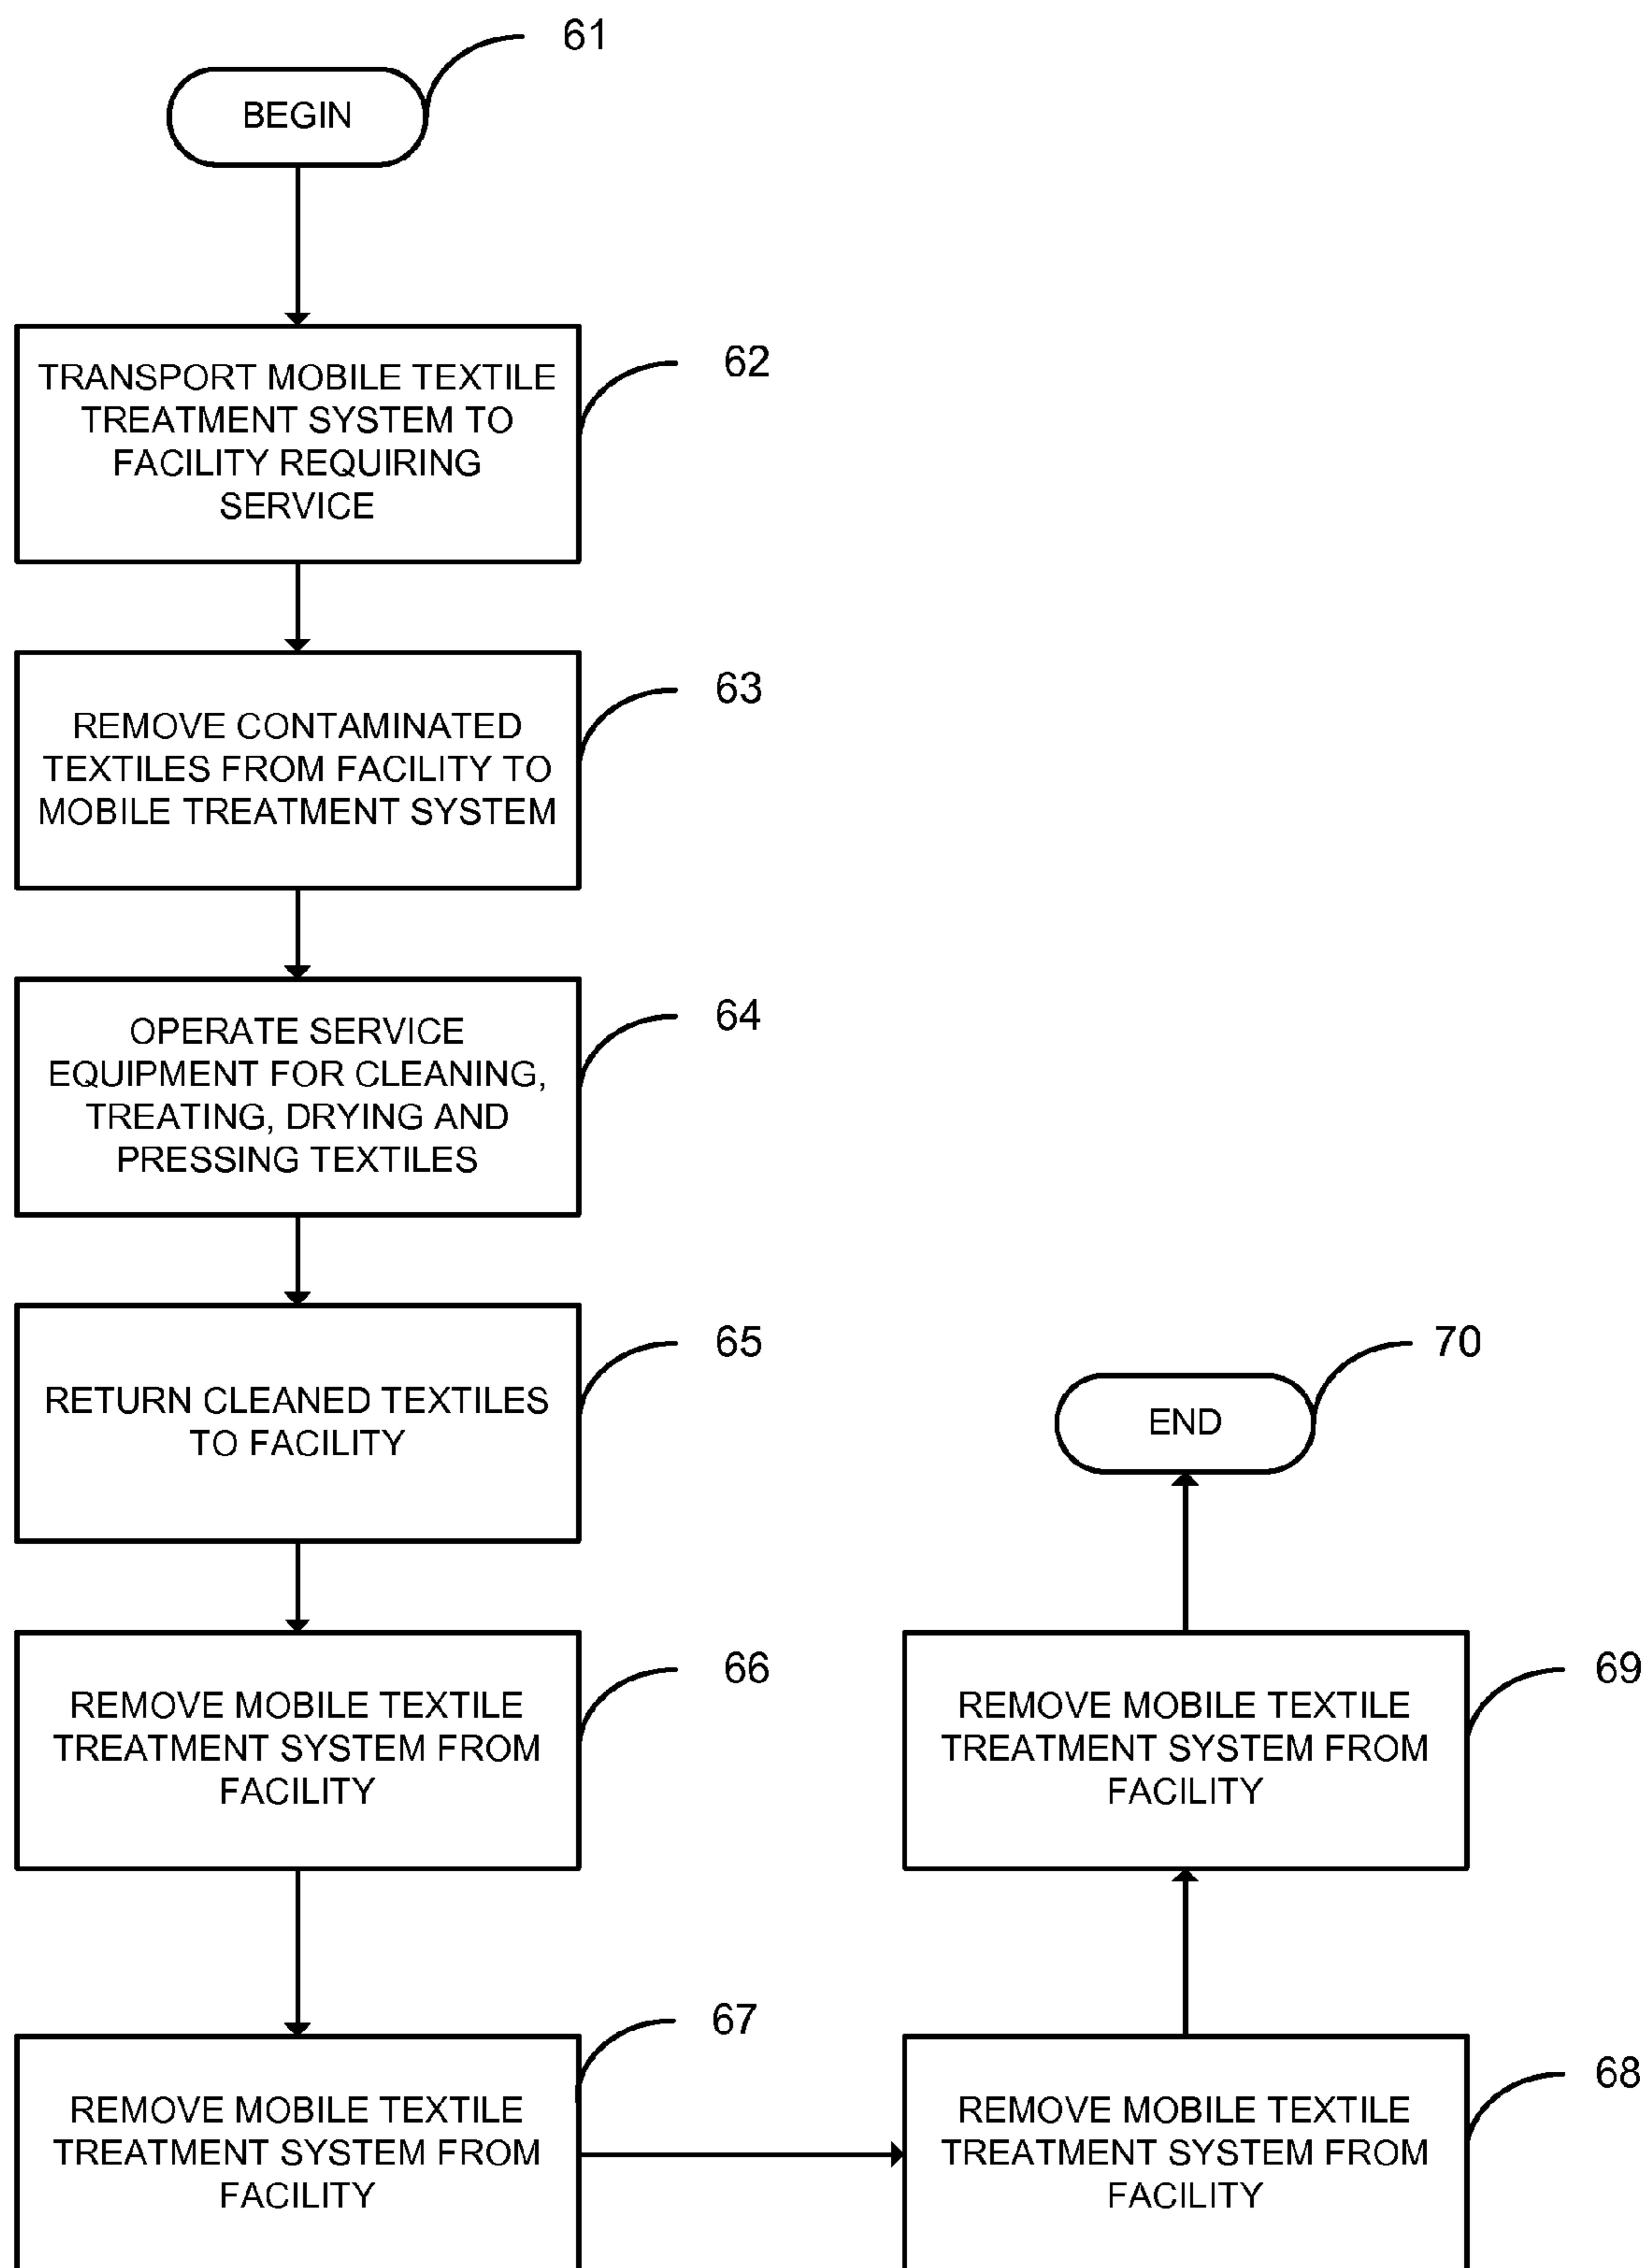 61
BEGIN
62
TRANSPORT MOBILE TEXTILE
TREATMENT SYSTEM TO
FACILITY REQUIRING
SERVICE
63
REMOVE CONTAMINATED
TEXTILES FROM FACILITY TO
MOBILE TREATMENT SYSTEM
64
OPERATE SERVICE
EQUIPMENT FOR CLEANING,
TREATING, DRYING AND
PRESSING TEXTILES
65
RETURN CLEANED TEXTILES
TO FACILITY
66
REMOVE MOBILE TEXTILE
TREATMENT SYSTEM FROM
FACILITY
67
REMOVE MOBILE TEXTILE
TREATMENT SYSTEM FROM
FACILITY
68
REMOVE MOBILE TEXTILE
TREATMENT SYSTEM FROM
FACILITY
69
REMOVE MOBILE TEXTILE
TREATMENT SYSTEM FROM
FACILITY
70
END